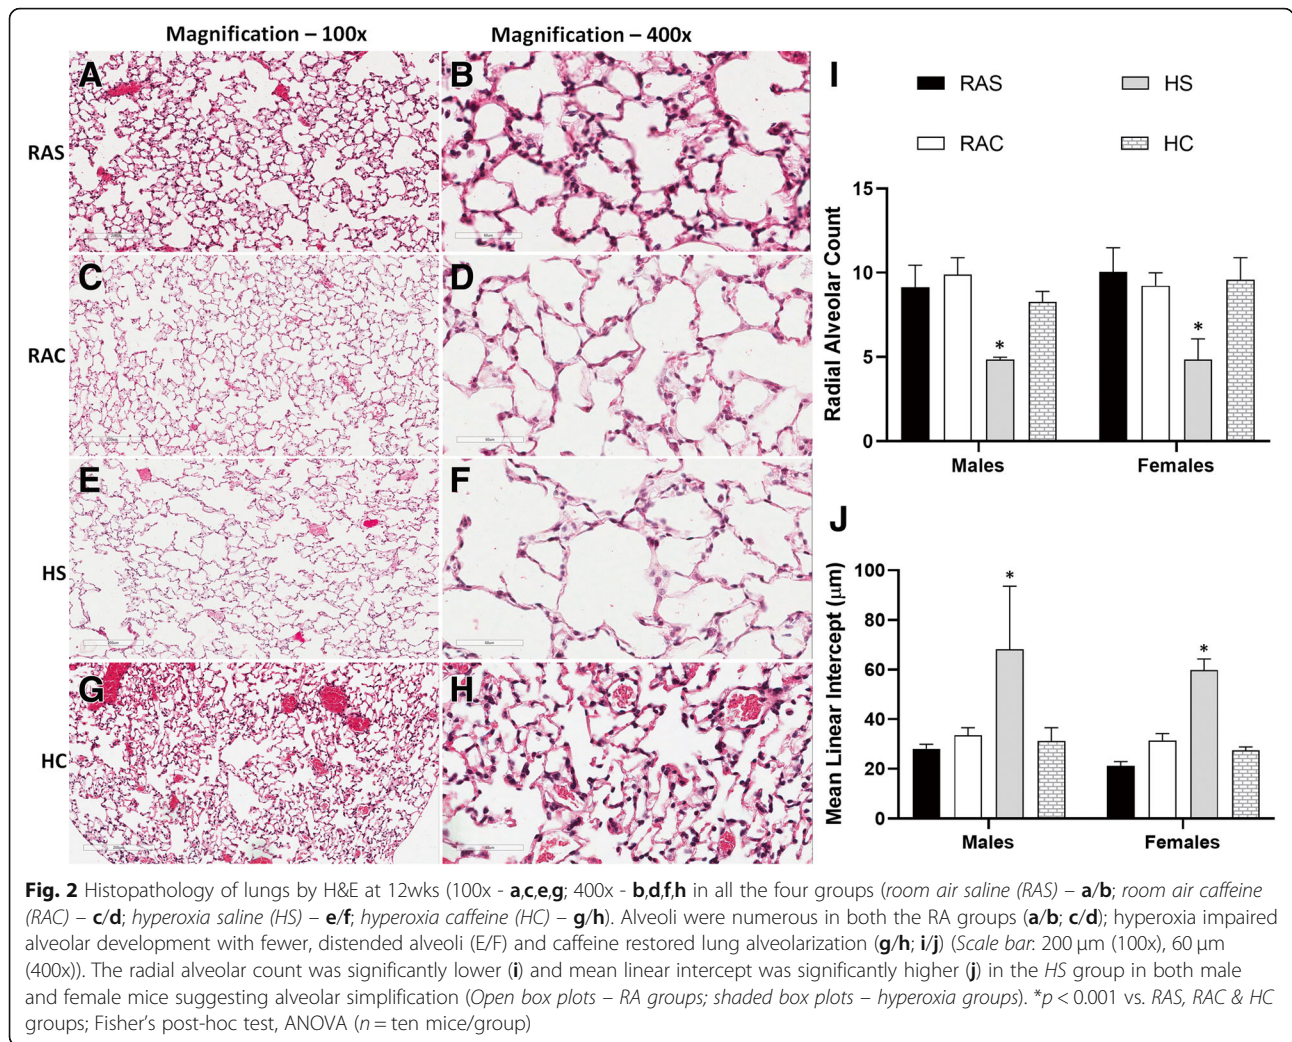 Magnification – 100x
Magnification – 400x
A
B
RAS
C
D
RAC
E
F
HS
G
H
HC
I
RAS
HS
RAC
HC
Radial Alveolar Count
15
10
5
0
*
*
Males
Females
J
Mean Linear Intercept (μm)
100
80
60
40
20
0
*
*
Males
Females
Fig. 2 Histopathology of lungs by H&E at 12wks (100x - a,c,e,g; 400x - b,d,f,h in all the four groups (room air saline (RAS) – a/b; room air caffeine
(RAC) – c/d; hyperoxia saline (HS) – e/f; hyperoxia caffeine (HC) – g/h). Alveoli were numerous in both the RA groups (a/b; c/d); hyperoxia impaired
alveolar development with fewer, distended alveoli (E/F) and caffeine restored lung alveolarization (g/h; i/j) (Scale bar: 200 μm (100x), 60 μm
(400x)). The radial alveolar count was significantly lower (i) and mean linear intercept was significantly higher (j) in the HS group in both male
and female mice suggesting alveolar simplification (Open box plots – RA groups; shaded box plots – hyperoxia groups). *p < 0.001 vs. RAS, RAC & HC
groups; Fisher's post-hoc test, ANOVA (n = ten mice/group)